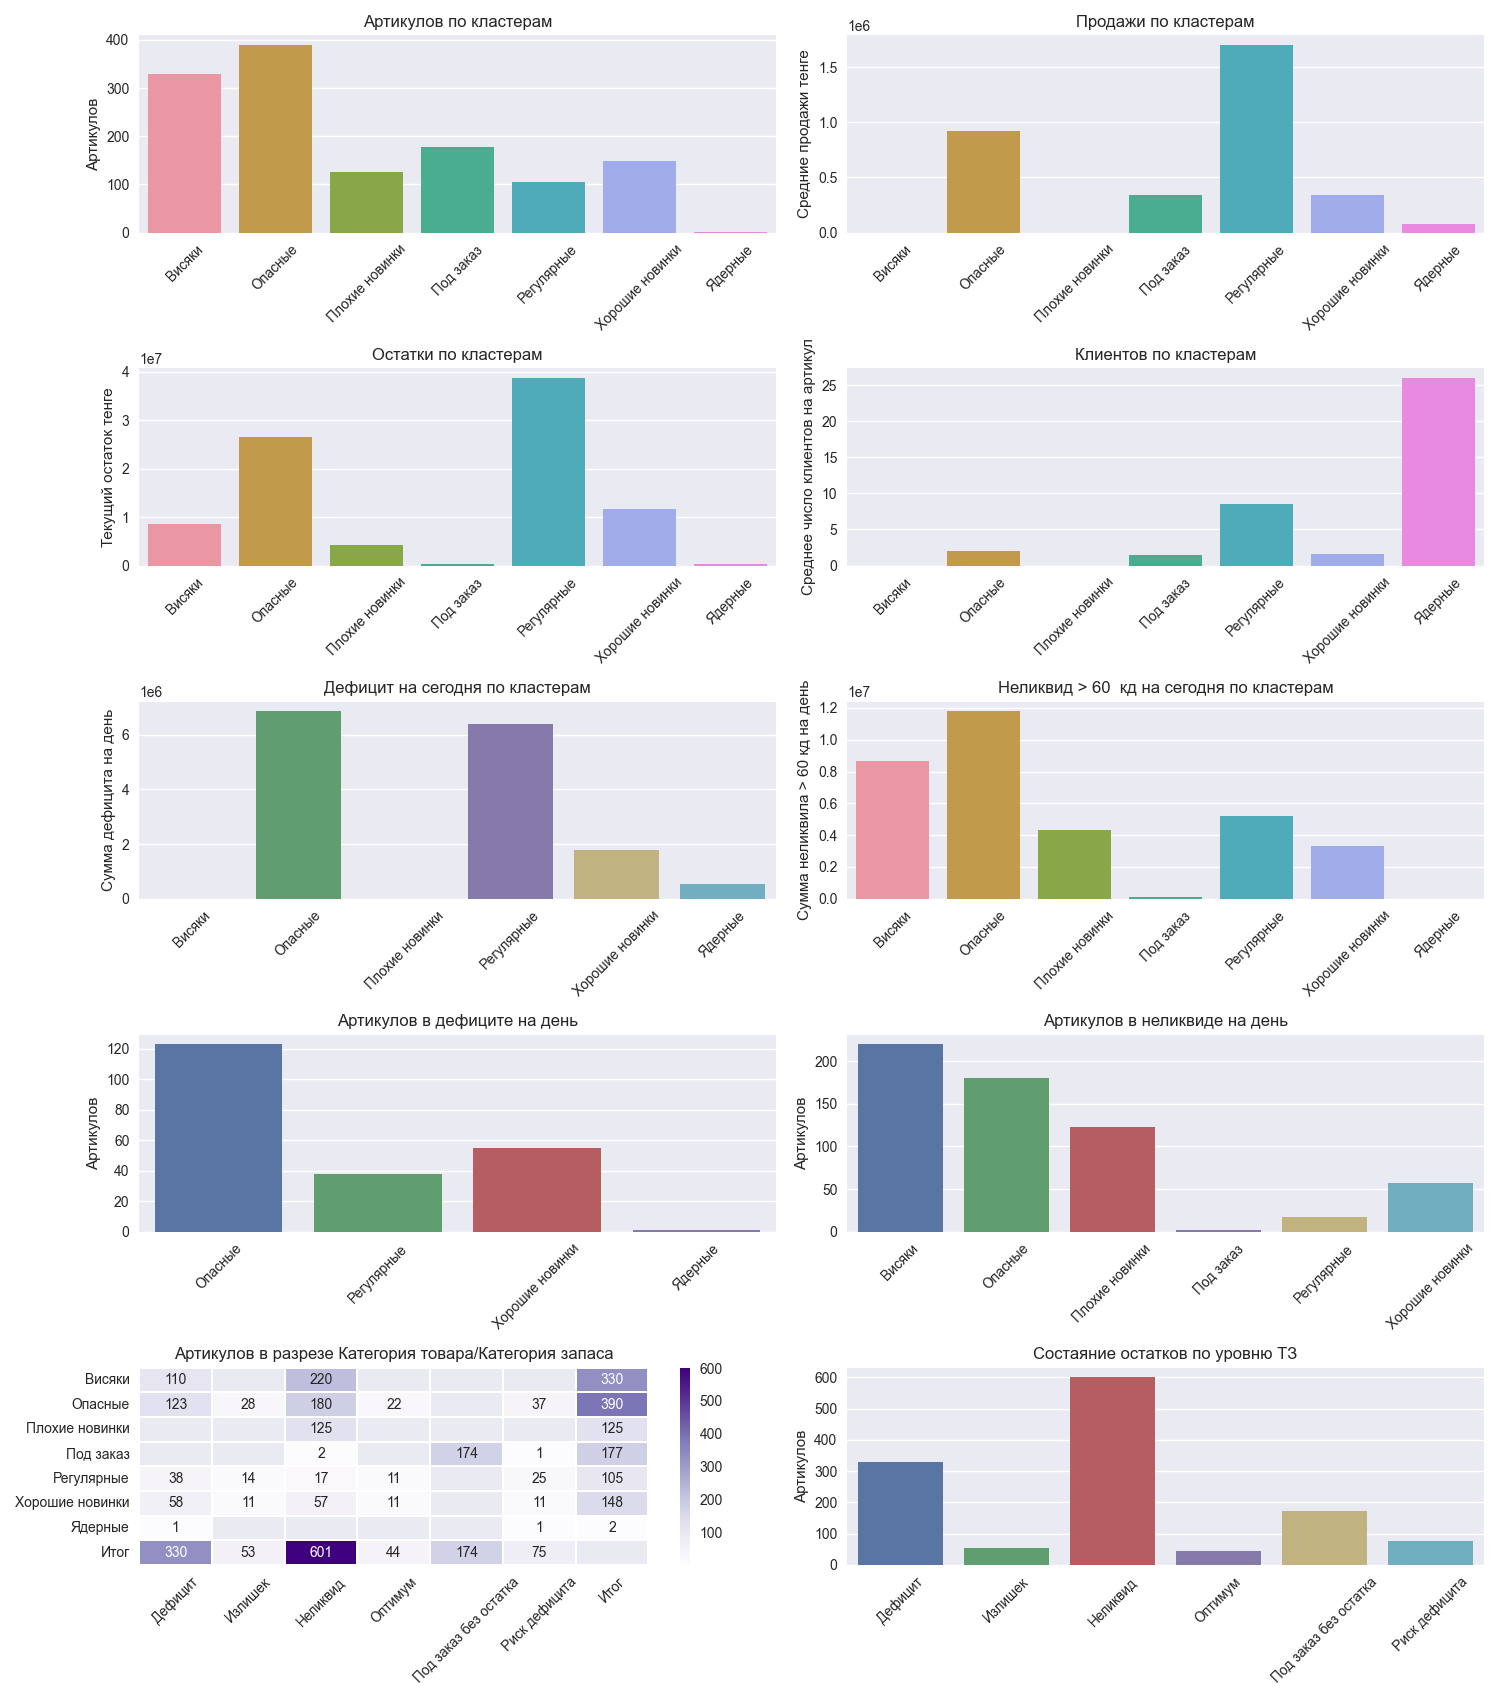 Артикулов по кластерам
Артикулов
400
300
200
100
0
Висяки
Опасные
Плохие новинки
Под заказ
Регулярные
Хорошие новинки
Ядерные
Продажи по кластерам
1e6
Средние продажи тенге
1.5
1.0
0.5
0.0
Висяки
Опасные
Плохие новинки
Под заказ
Регулярные
Хорошие новинки
Ядерные
Остатки по кластерам
1e7
Текущий остаток тенге
4
3
2
1
0
Висяки
Опасные
Плохие новинки
Под заказ
Регулярные
Хорошие новинки
Ядерные
Клиентов по кластерам
Среднее число клиентов на артикул
25
20
15
10
5
0
Висяки
Опасные
Плохие новинки
Под заказ
Регулярные
Хорошие новинки
Ядерные
Дефицит на сегодня по кластерам
1e6
Сумма дефицита на день
6
4
2
0
Висяки
Опасные
Плохие новинки
Регулярные
Хорошие новинки
Ядерные
Неликвид > 60  кд на сегодня по кластерам
1e7
Сумма неликвила > 60 кд на день
1.2
1.0
0.8
0.6
0.4
0.2
0.0
Висяки
Опасные
Плохие новинки
Под заказ
Регулярные
Хорошие новинки
Ядерные
Артикулов в дефиците на день
Артикулов
120
100
80
60
40
20
0
Опасные
Регулярные
Хорошие новинки
Ядерные
Артикулов в неликвиде на день
Артикулов
200
150
100
50
0
Висяки
Опасные
Плохие новинки
Под заказ
Регулярные
Хорошие новинки
Артикулов в разрезе Категория товара/Категория запаса
Висяки 110 220 330
Опасные 123 28 180 22 37 390
Плохие новинки 125 125
Под заказ 2 174 1 177
Регулярные 38 14 17 11 25 105
Хорошие новинки 58 11 57 11 11 148
Ядерные 1 1 2
Итог 330 53 601 44 174 75
Дефицит
Излишек
Неликвид
Оптимум
Под заказ без остатка
Риск дефицита
Итог
600
500
400
300
200
100
Состаяние остатков по уровню ТЗ
Артикулов
600
500
400
300
200
100
0
Дефицит
Излишек
Неликвид
Оптимум
Под заказ без остатка
Риск дефицита